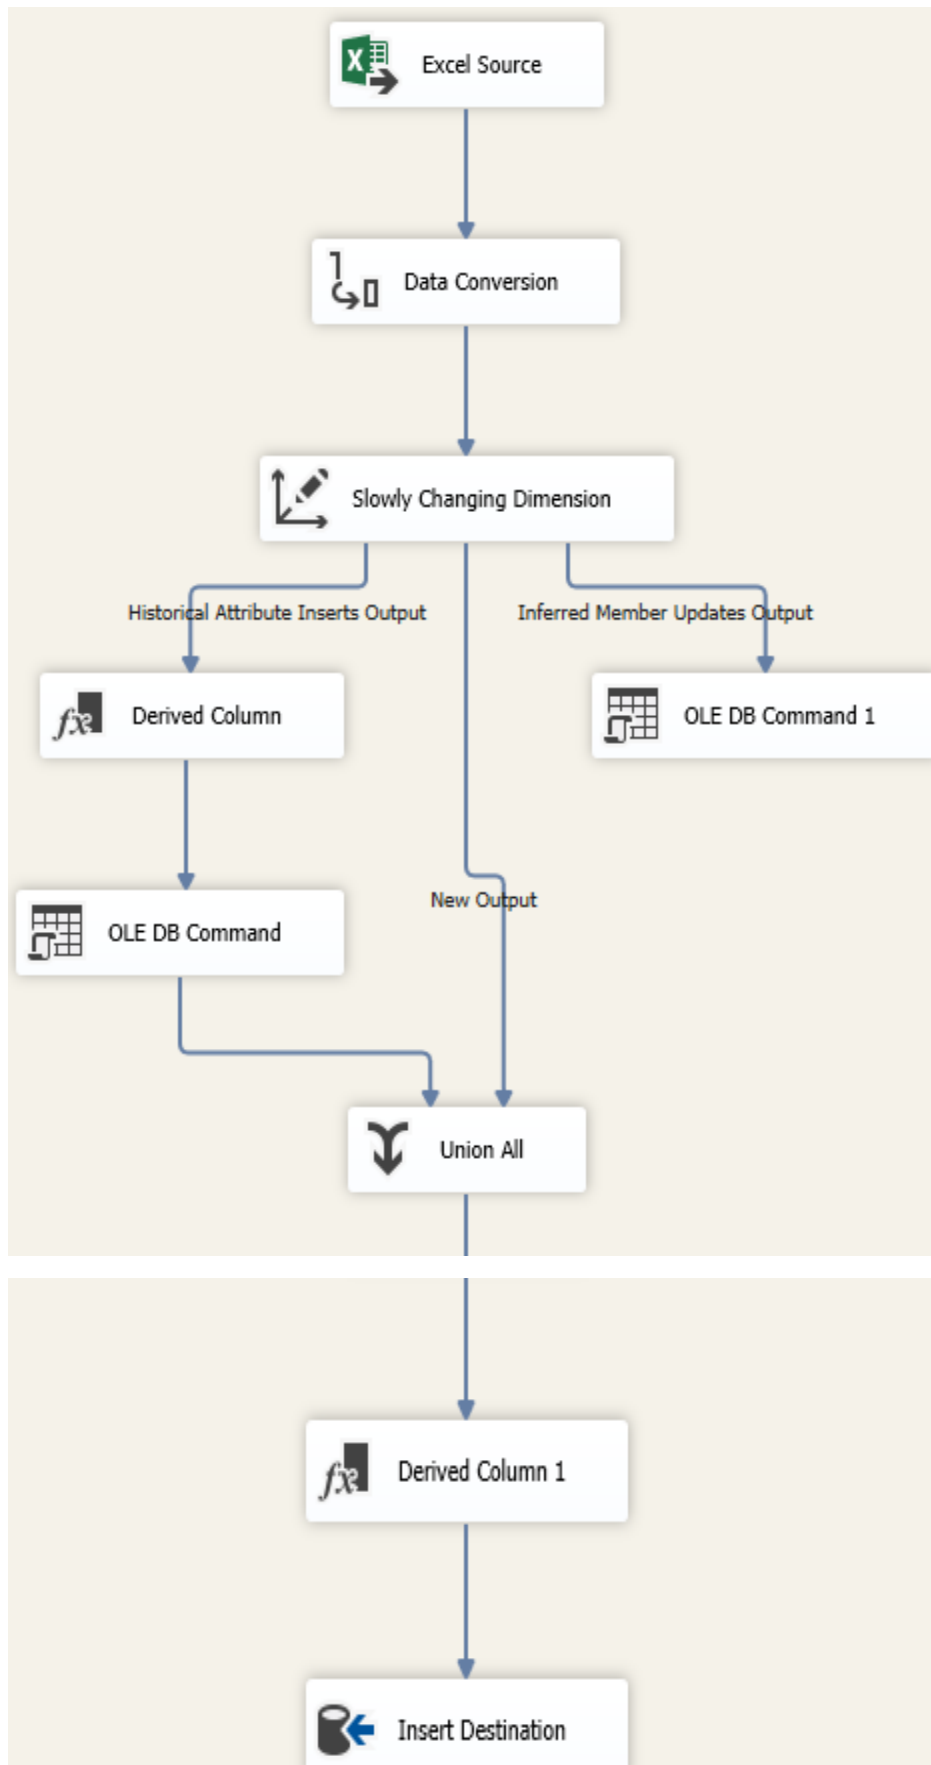 Excel Source
Data Conversion
Slowly Changing Dimension
Historical Attribute Inserts Output
Inferred Member Updates Output
Derived Column
OLE DB Command 1
New Output
OLE DB Command
Union All
Derived Column 1
Insert Destination